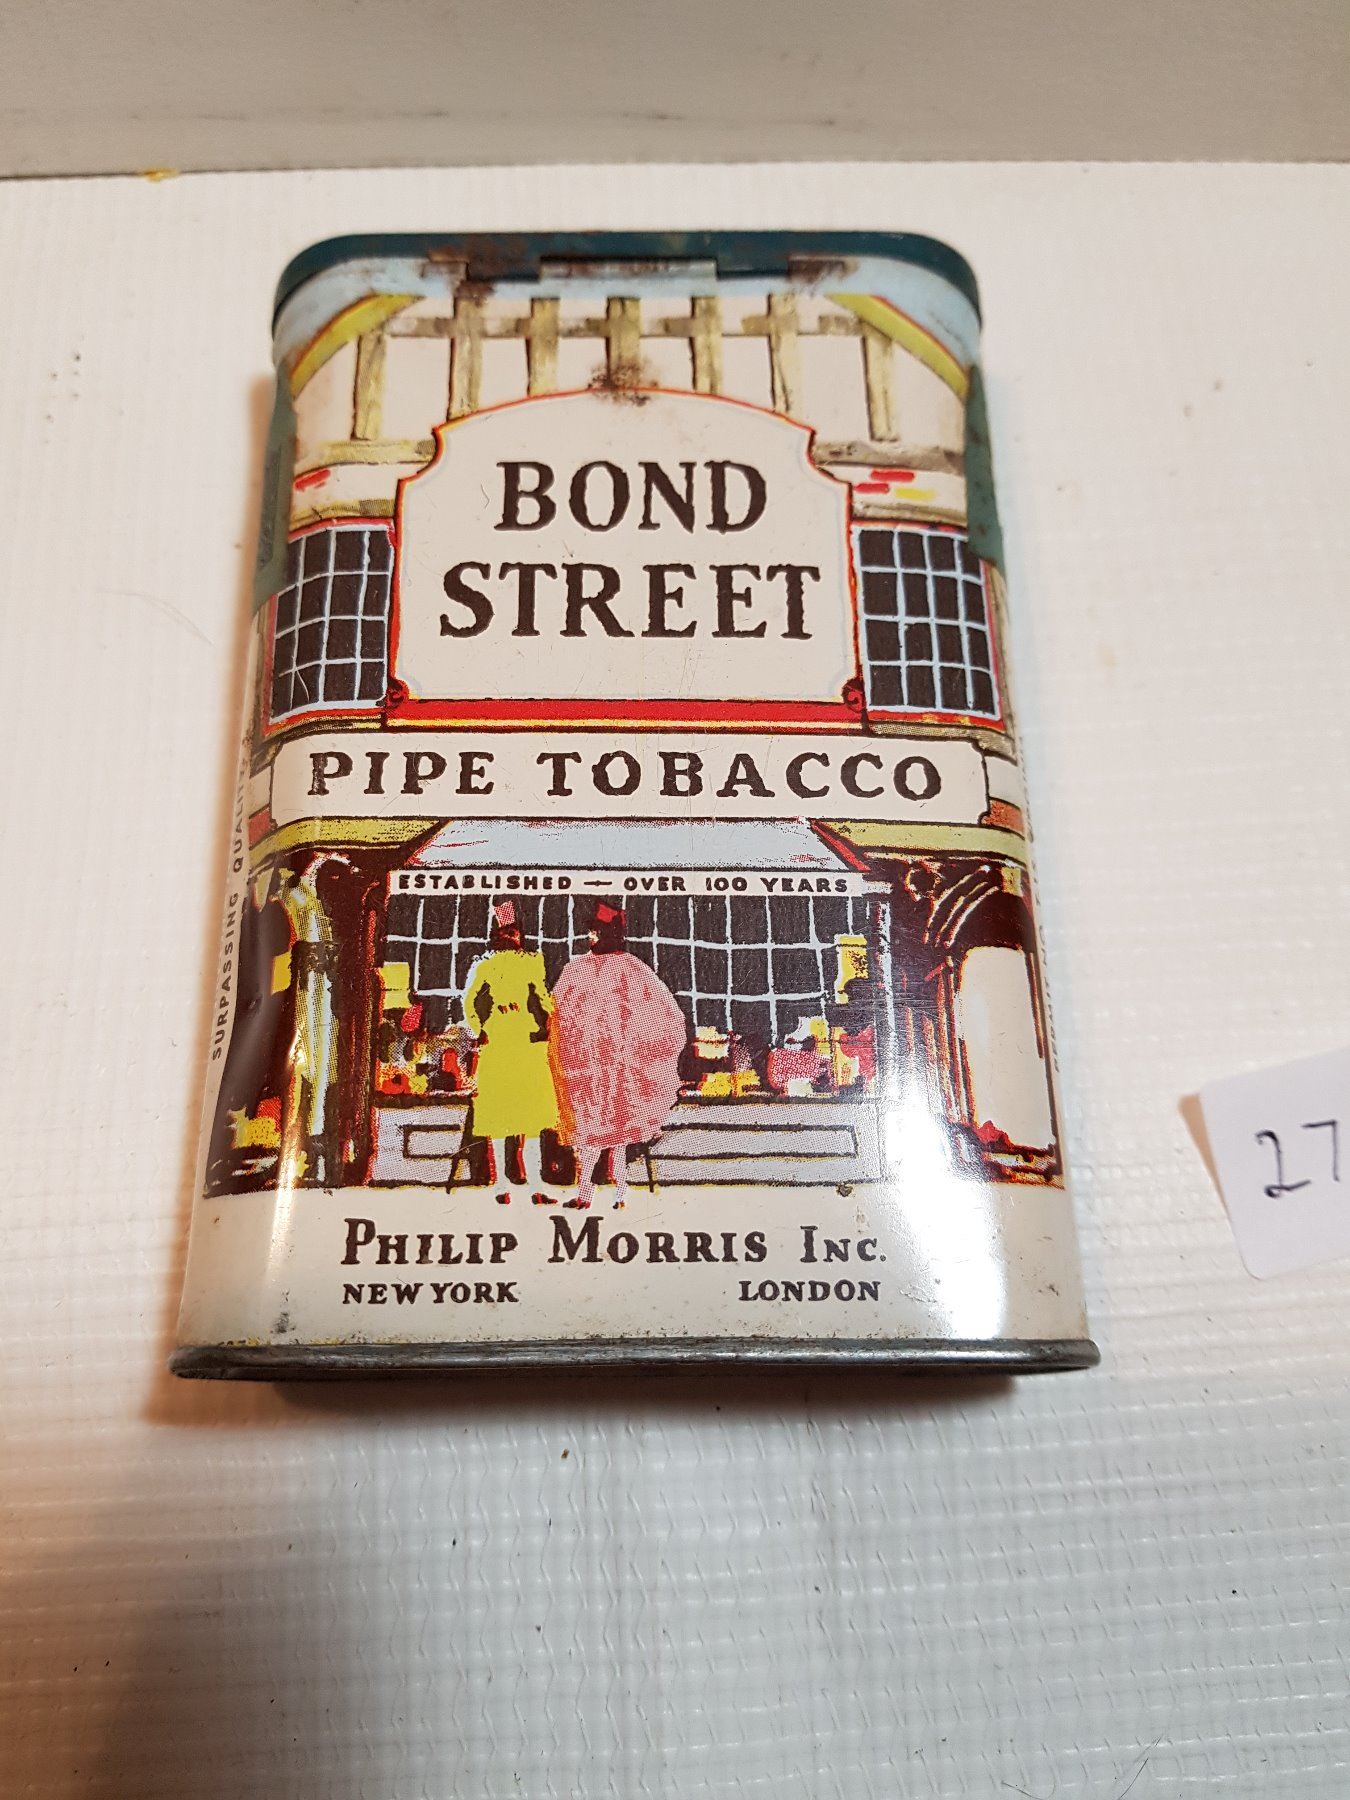 BOND
STREET
PIPE TOBACCO
ESTABLISHED — OVER 100 YEARS
PHILIP MORRIS INC.
NEW YORK LONDON
SURPASSING QUALITY
27